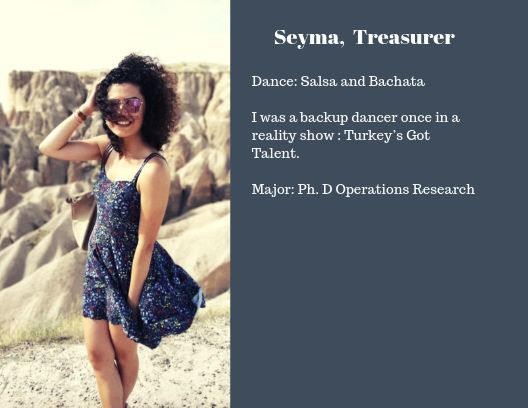 Seyma, Treasurer
Dance: Salsa and Bachata
I was a backup dancer once in a
reality show : Turkey's Got
Talent.
Major: Ph. D Operations Research